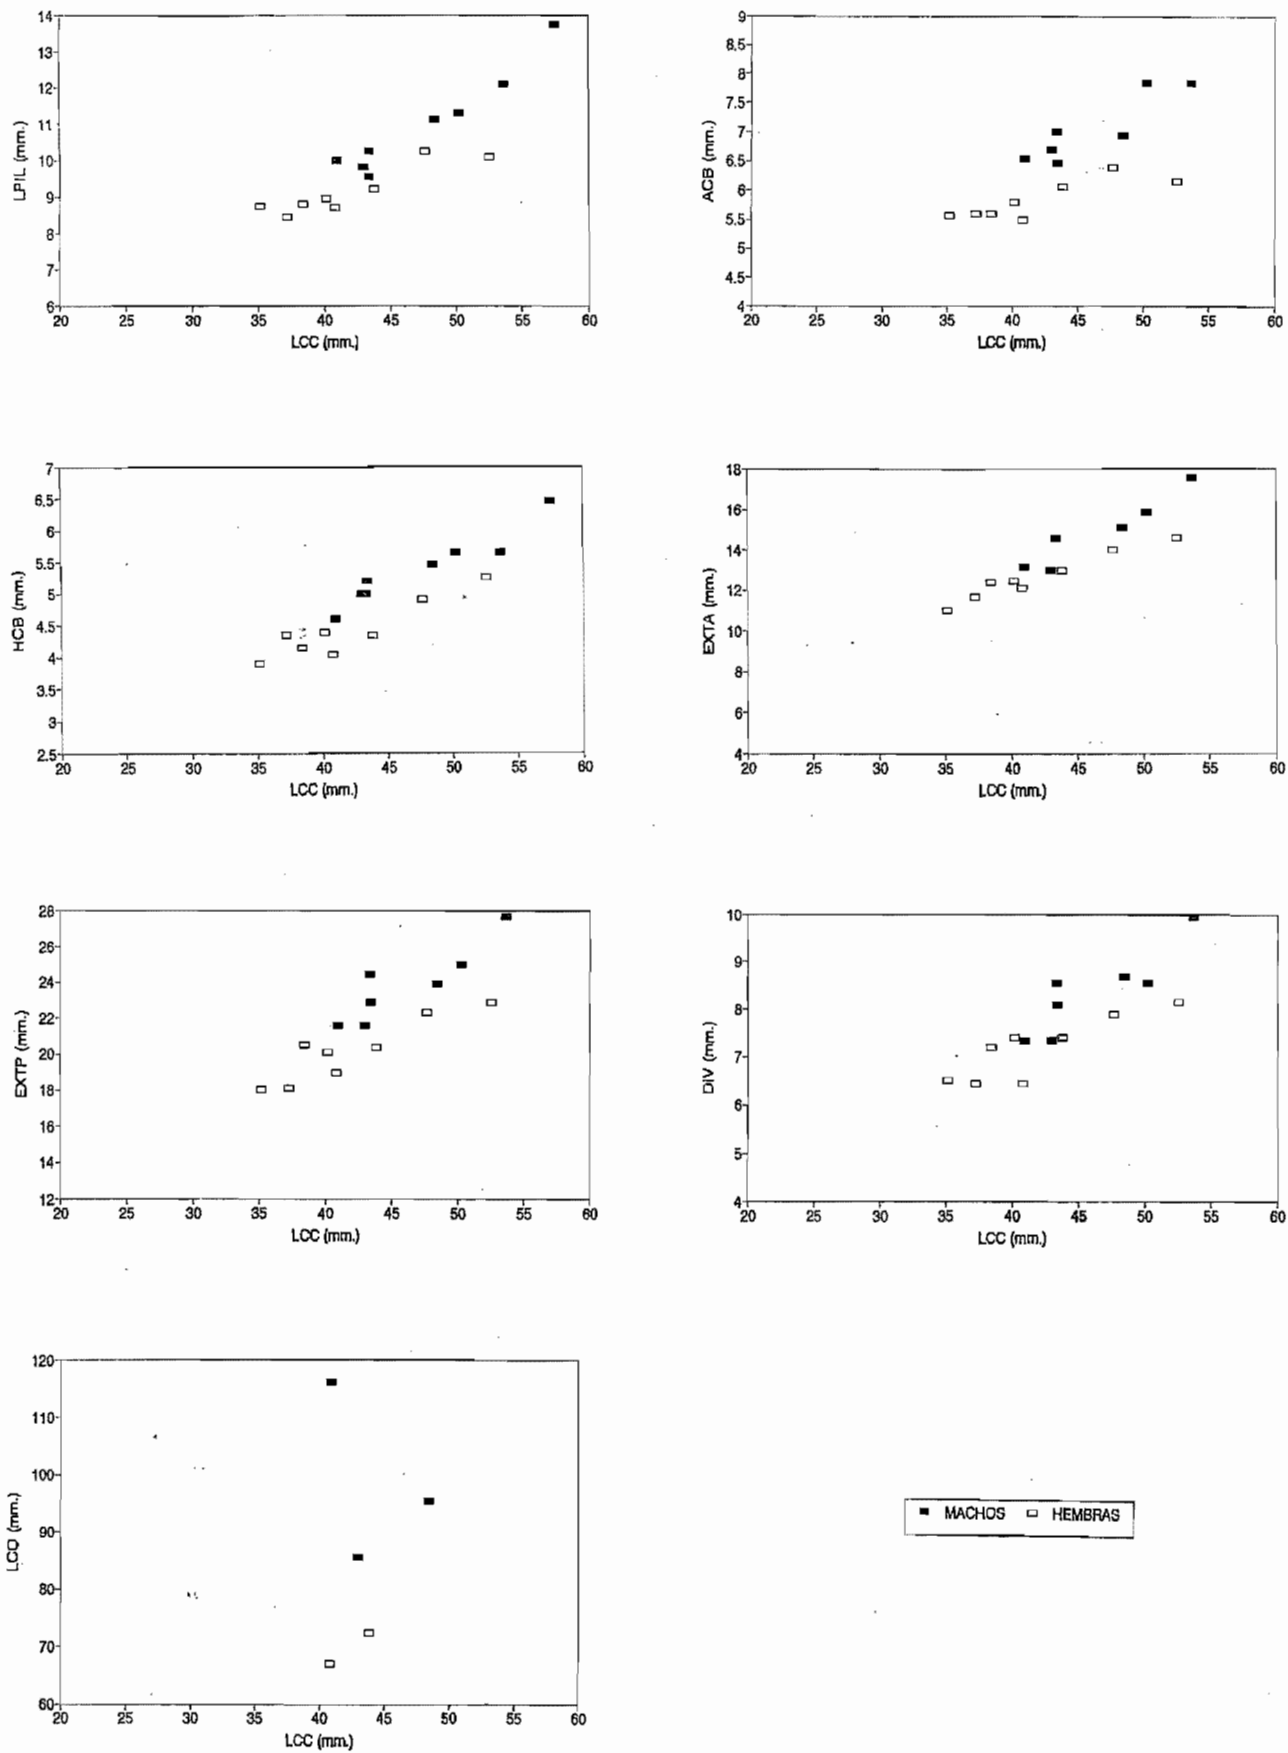 14
13
12
11
10
9
8
7
6
LPIL (mm.)
20 25 30 35 40 45 50 55 60
LCC (mm.)
9
8.5
8
7.5
7
6.5
6
5.5
5
4.5
4
ACB (mm.)
20 25 30 35 40 45 50 55 60
LCC (mm.)
7
6.5
6
5.5
5
4.5
4
3.5
3
2.5
HCB (mm.)
20 25 30 35 40 45 50 55 60
LCC (mm.)
18
16
14
12
10
8
6
4
EXTA (mm.)
20 25 30 35 40 45 50 55 60
LCC (mm.)
28
26
24
22
20
18
16
14
12
EXTP (mm.)
20 25 30 35 40 45 50 55 60
LCC (mm.)
10
9
8
7
6
5
4
DIV (mm.)
20 25 30 35 40 45 50 55 60
LCC (mm.)
120
110
100
90
80
70
60
LCO (mm.)
20 25 30 35 40 45 50 55 60
LCC (mm.)
MACHOS HEMBRAS